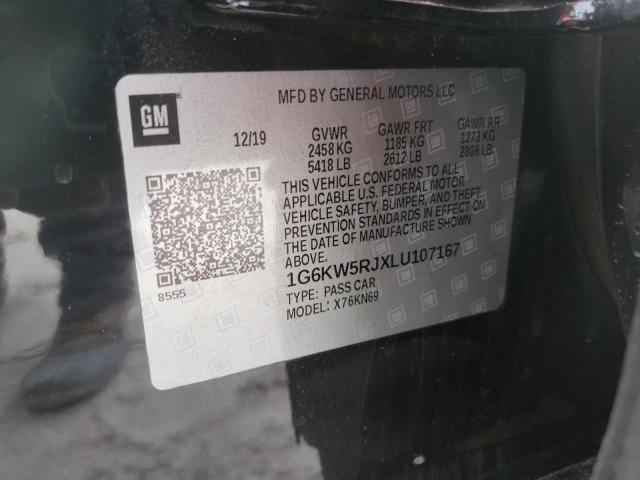 MFD BY GENERAL MOTORS LLC
GM
12/19 GVWR GAWR FRT GAWR RR
2458 KG 1185 KG 1273 KG
5418 LB 2612 LB 2806 LB
THIS VEHICLE CONFORMS TO ALL
APPLICABLE U.S. FEDERAL MOTOR
VEHICLE SAFETY, BUMPER, AND THEFT
PREVENTION STANDARDS IN EFFECT ON
THE DATE OF MANUFACTURE SHOWN
ABOVE.
8555
1G6KW5RJXLU107167
TYPE: PASS CAR
MODEL: X76KN69